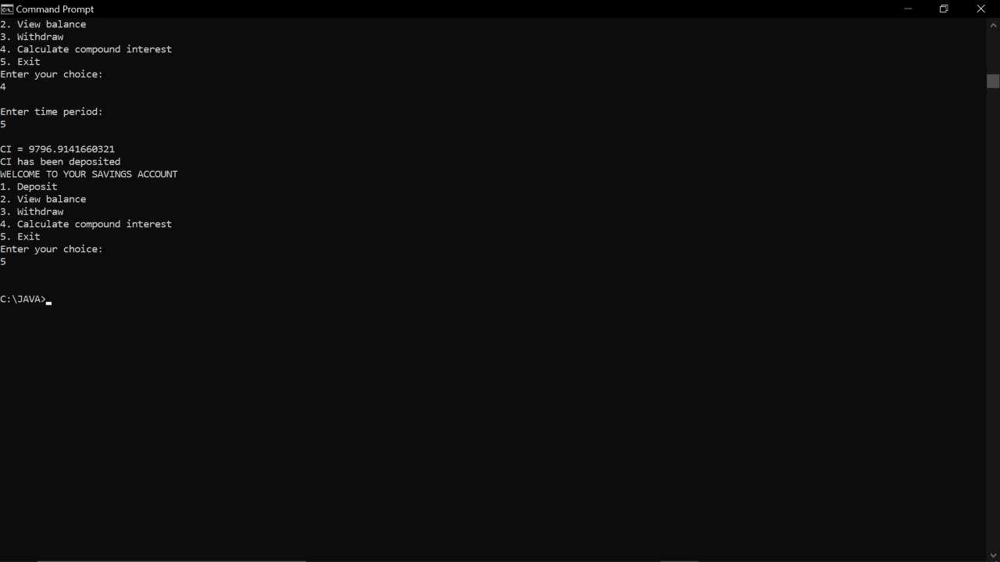 Command Prompt
2. View balance
3. Withdraw
4. Calculate compound interest
5. Exit
Enter your choice:
4
Enter time period:
5
CI = 9796.9141660321
CI has been deposited
WELCOME TO YOUR SAVINGS ACCOUNT
1. Deposit
2. View balance
3. Withdraw
4. Calculate compound interest
5. Exit
Enter your choice:
5
C:\JAVA>